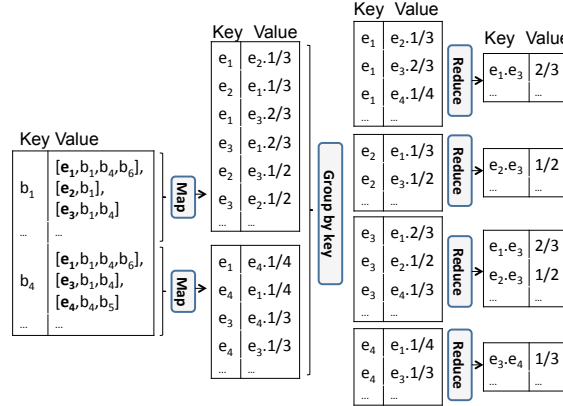 Key Value
b1 [e1,b1,b4,b6],
[e2,b1],
[e3,b1,b4]
... ...
b4 [e1,b1,b4,b6],
[e3,b1,b4],
[e4,b4,b5]
... ...
Map
Map
Key Value
e1 e2.1/3
e2 e1.1/3
e1 e3.2/3
e3 e1.2/3
e2 e3.1/2
e3 e2.1/2
... ...
e1 e4.1/4
e4 e1.1/4
e3 e4.1/3
e4 e3.1/3
... ...
Group by key
Key Value
e1 e2.1/3
e1 e3.2/3
e1 e4.1/4
... ...
e2 e1.1/3
e2 e3.1/2
... ...
e3 e1.2/3
e3 e2.1/2
e3 e4.1/3
... ...
e4 e1.1/4
e4 e3.1/3
... ...
Reduce
Reduce
Reduce
Reduce
Key Value
e1.e3 2/3
... ...
e2.e3 1/2
... ...
e1.e3 2/3
e2.e3 1/2
... ...
e3.e4 1/3
... ...